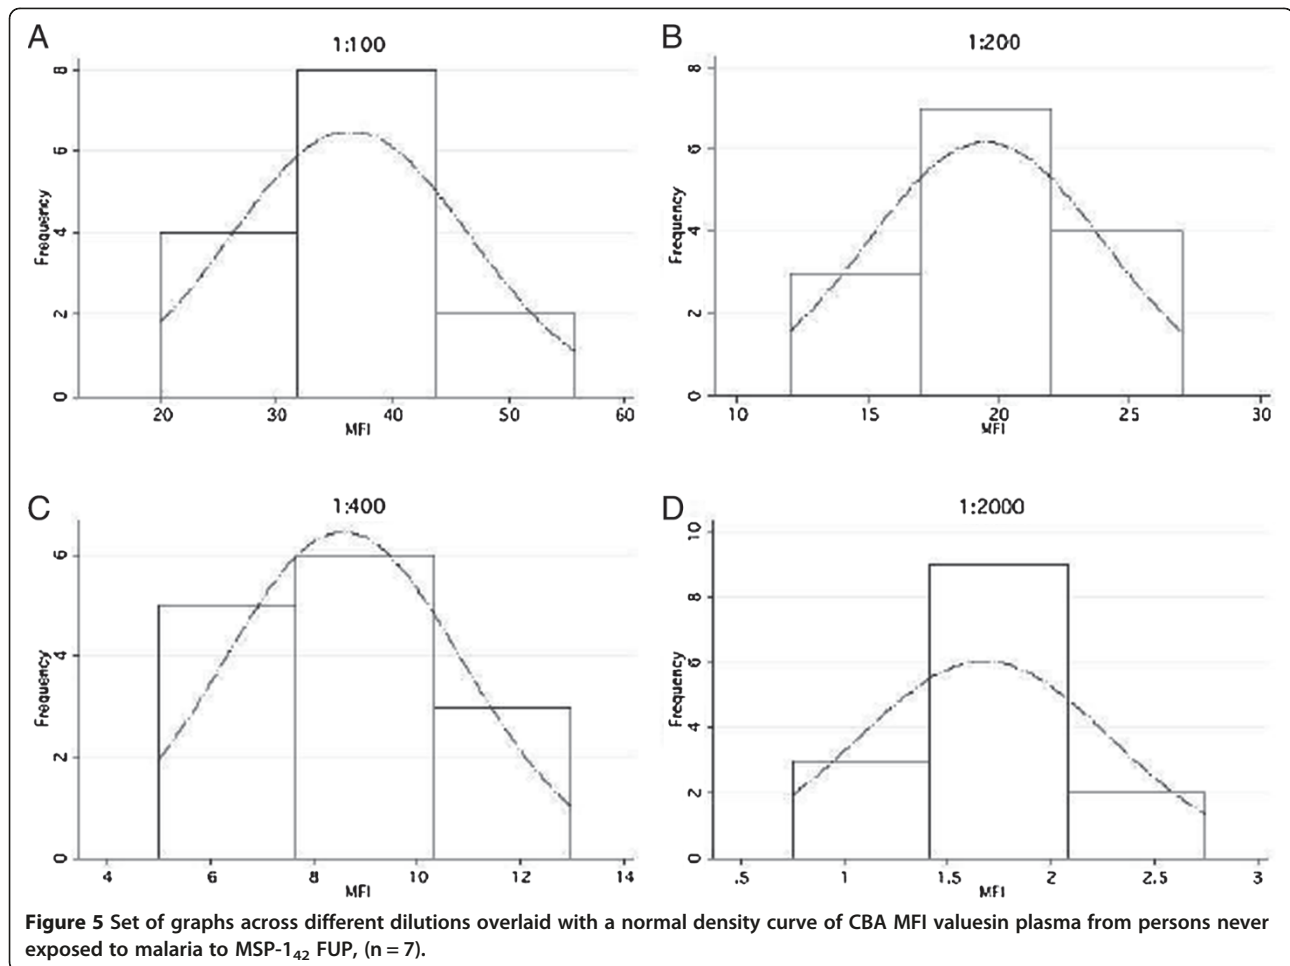 A
1:100
Frequency
8
6
4
2
0
20 30 40 50 60
MFI
B
1:200
Frequency
8
6
4
2
0
10 15 20 25 30
MFI
C
1:400
Frequency
6
4
2
0
4 6 8 10 12 14
MFI
D
1:2000
Frequency
10
8
6
4
2
0
.5 1 1.5 2 2.5 3
MFI
Figure 5 Set of graphs across different dilutions overlaid with a normal density curve of CBA MFI valuesin plasma from persons never
exposed to malaria to MSP-1₄₂ FUP, (n = 7).